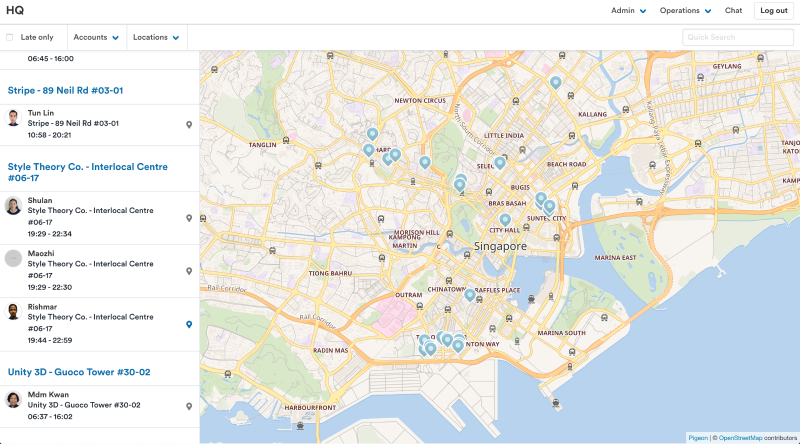 HQ
Admin
Operations
Chat
Log out
Late only
Accounts
Locations
Quick Search
06:45 - 16:00
Stripe - 89 Neil Rd #03-01
Tun Lin
Stripe - 89 Neil Rd #03-01
10:58 - 20:21
Style Theory Co. - Interlocal Centre
#06-17
Shulan
Style Theory Co. - Interlocal Centre
#06-17
19:29 - 22:34
Maozhi
Style Theory Co. - Interlocal Centre
#06-17
19:29 - 22:30
Rishmar
Style Theory Co. - Interlocal Centre
#06-17
19:44 - 22:59
Unity 3D - Guoco Tower #30-02
Mdm Kwan
Unity 3D - Guoco Tower #30-02
06:37 - 16:02
GEYLONG
NEWTON CIRCUS
KALLANG
TANGLIN
LITTLE INDIA
BEACH ROAD
BUGIS
BRAS BASAH
SUNTEC CITY
CITY HALL
MORISON HILL
KAMPONG
MARTIN
Singapore
MARINA EAST
TIONG BAHRU
CHINATOWN
RAFFLES PLACE
OUTRAM
Rail Corridor
Rail Corridor
MARINA SOUTH
RADIN MAS
NTON WAY
HARBOURFRONT
Pigeon | © OpenStreetMap contributors